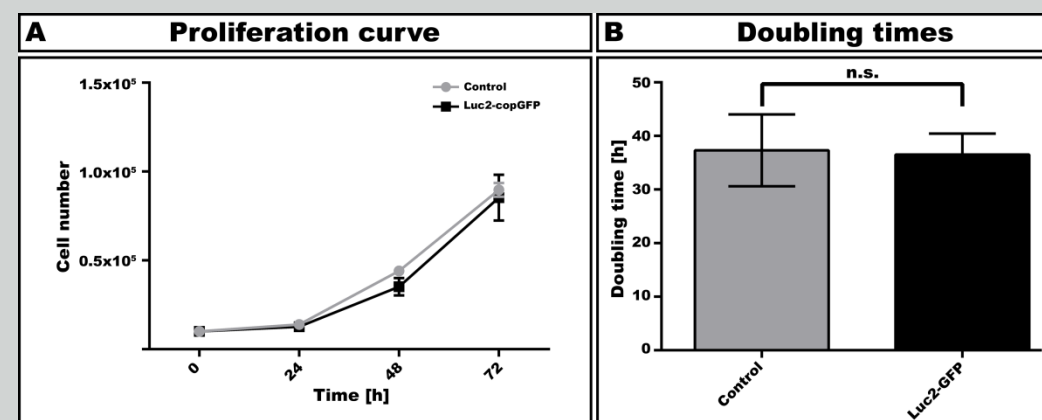 A Proliferation curve
Control
Luc2-copGFP
Cell number
1.5x10⁵
1.0x10⁵
0.5x10⁵
0 24 48 72
Time [h]
B Doubling times
n.s.
Doubling time [h]
50
40
30
20
10
0
Control Luc2-GFP